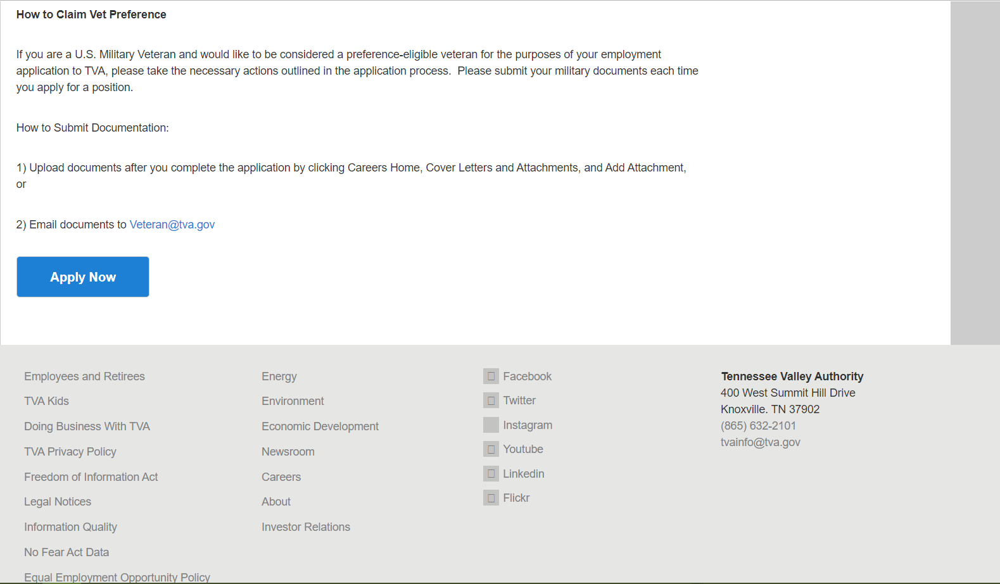 How to Claim Vet Preference
If you are a U.S. Military Veteran and would like to be considered a preference-eligible veteran for the purposes of your employment
application to TVA, please take the necessary actions outlined in the application process.  Please submit your military documents each time
you apply for a position.
How to Submit Documentation:
1) Upload documents after you complete the application by clicking Careers Home, Cover Letters and Attachments, and Add Attachment,
or
2) Email documents to Veteran@tva.gov
Apply Now
Employees and Retirees
TVA Kids
Doing Business With TVA
TVA Privacy Policy
Freedom of Information Act
Legal Notices
Information Quality
No Fear Act Data
Equal Employment Opportunity Policy
Energy
Environment
Economic Development
Newsroom
Careers
About
Investor Relations
Facebook
Twitter
Instagram
Youtube
Linkedin
Flickr
Tennessee Valley Authority
400 West Summit Hill Drive
Knoxville. TN 37902
(865) 632-2101
tvainfo@tva.gov